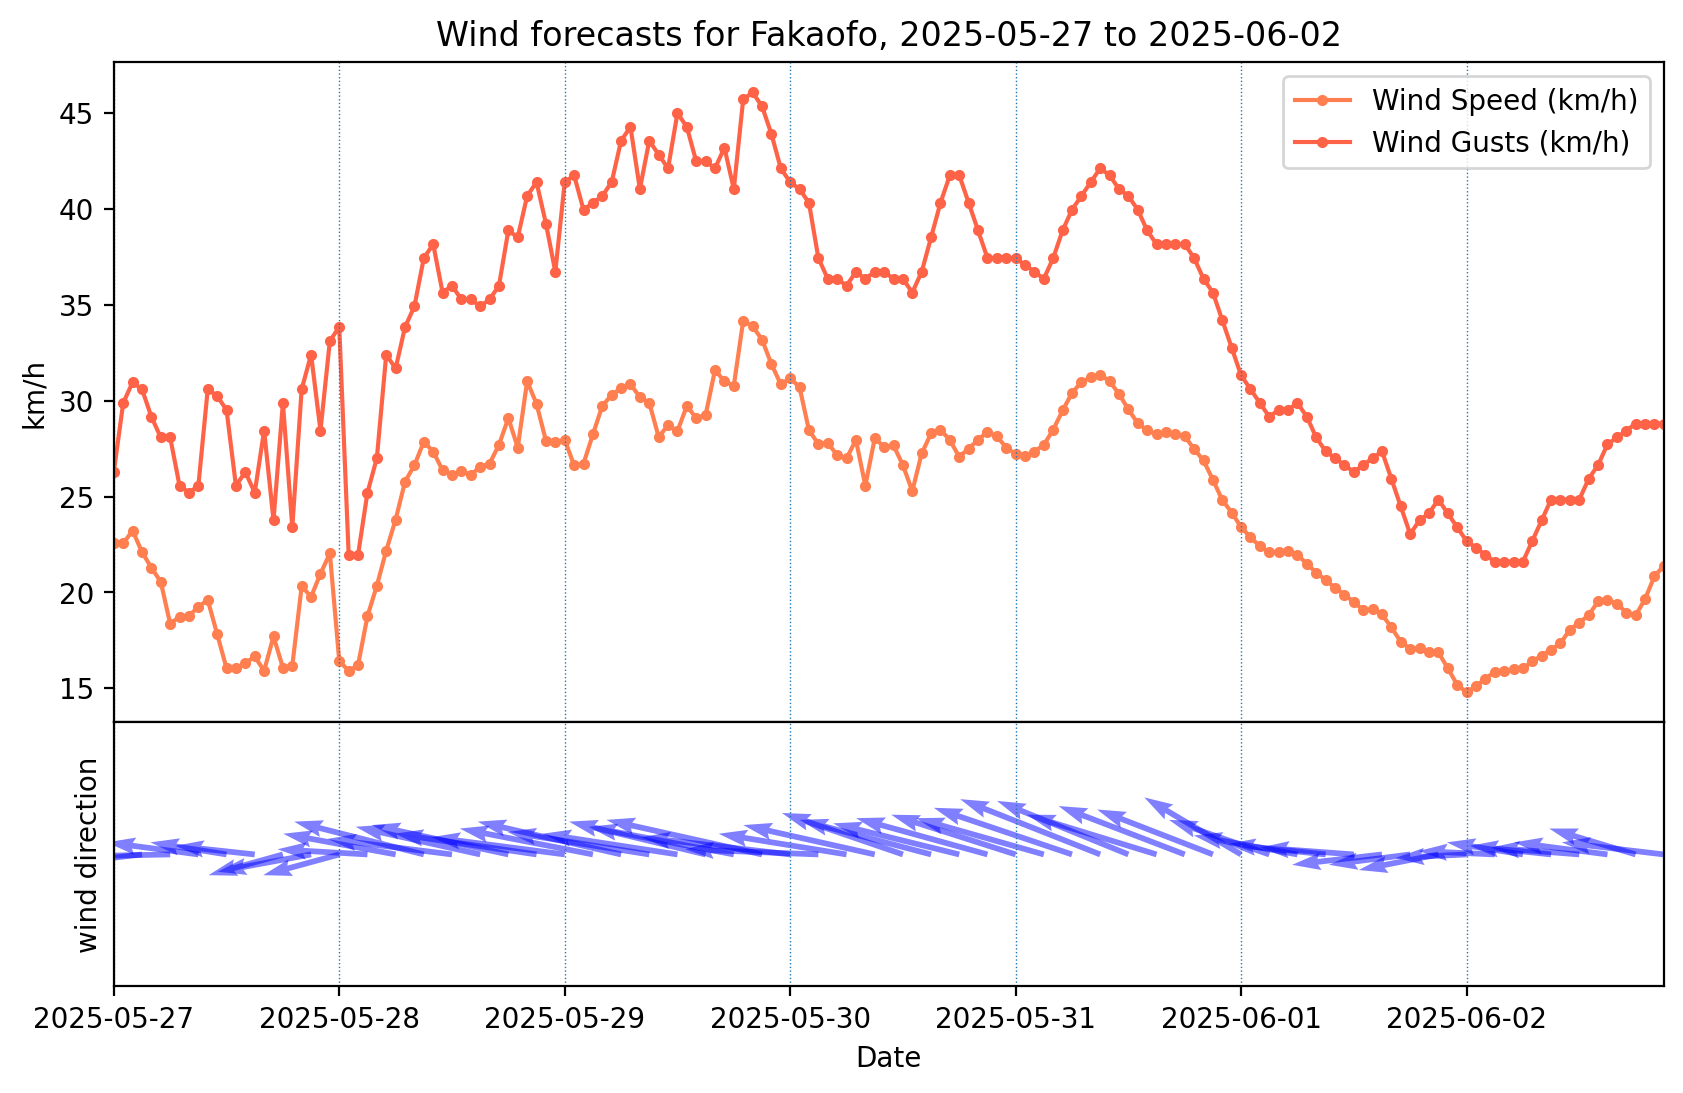 Wind forecasts for Fakaofo, 2025-05-27 to 2025-06-02
Wind Speed (km/h)
Wind Gusts (km/h)
45
40
35
30
25
20
15
km/h
wind direction
2025-05-27
2025-05-28
2025-05-29
2025-05-30
2025-05-31
2025-06-01
2025-06-02
Date